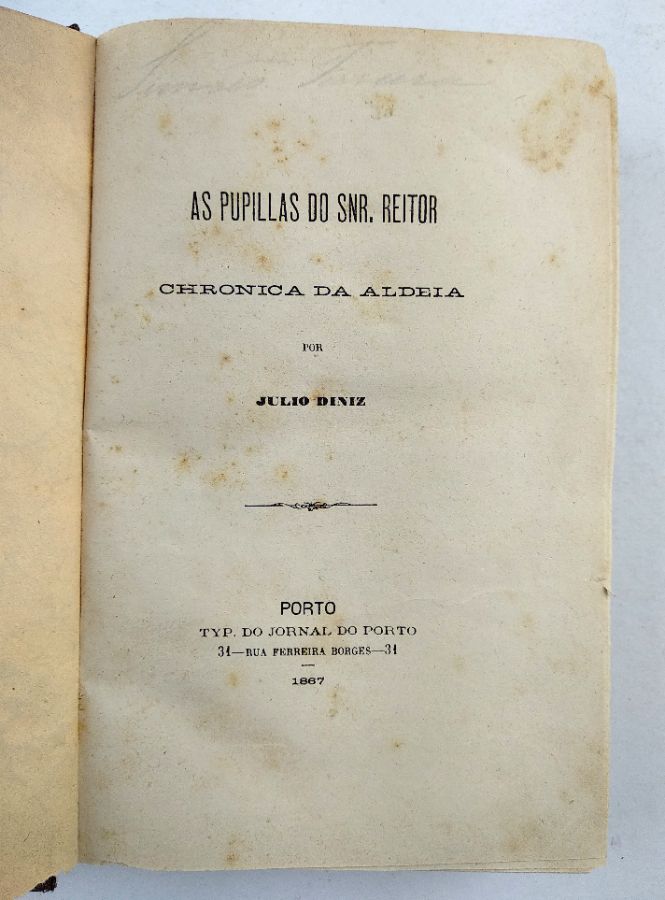 AS PUPILLAS DO SNR. REITOR
CHRONICA DA ALDEIA
POR
JULIO DINIZ
PORTO
TYP. DO JORNAL DO PORTO
31—RUA FERREIRA BORGES—31
1867